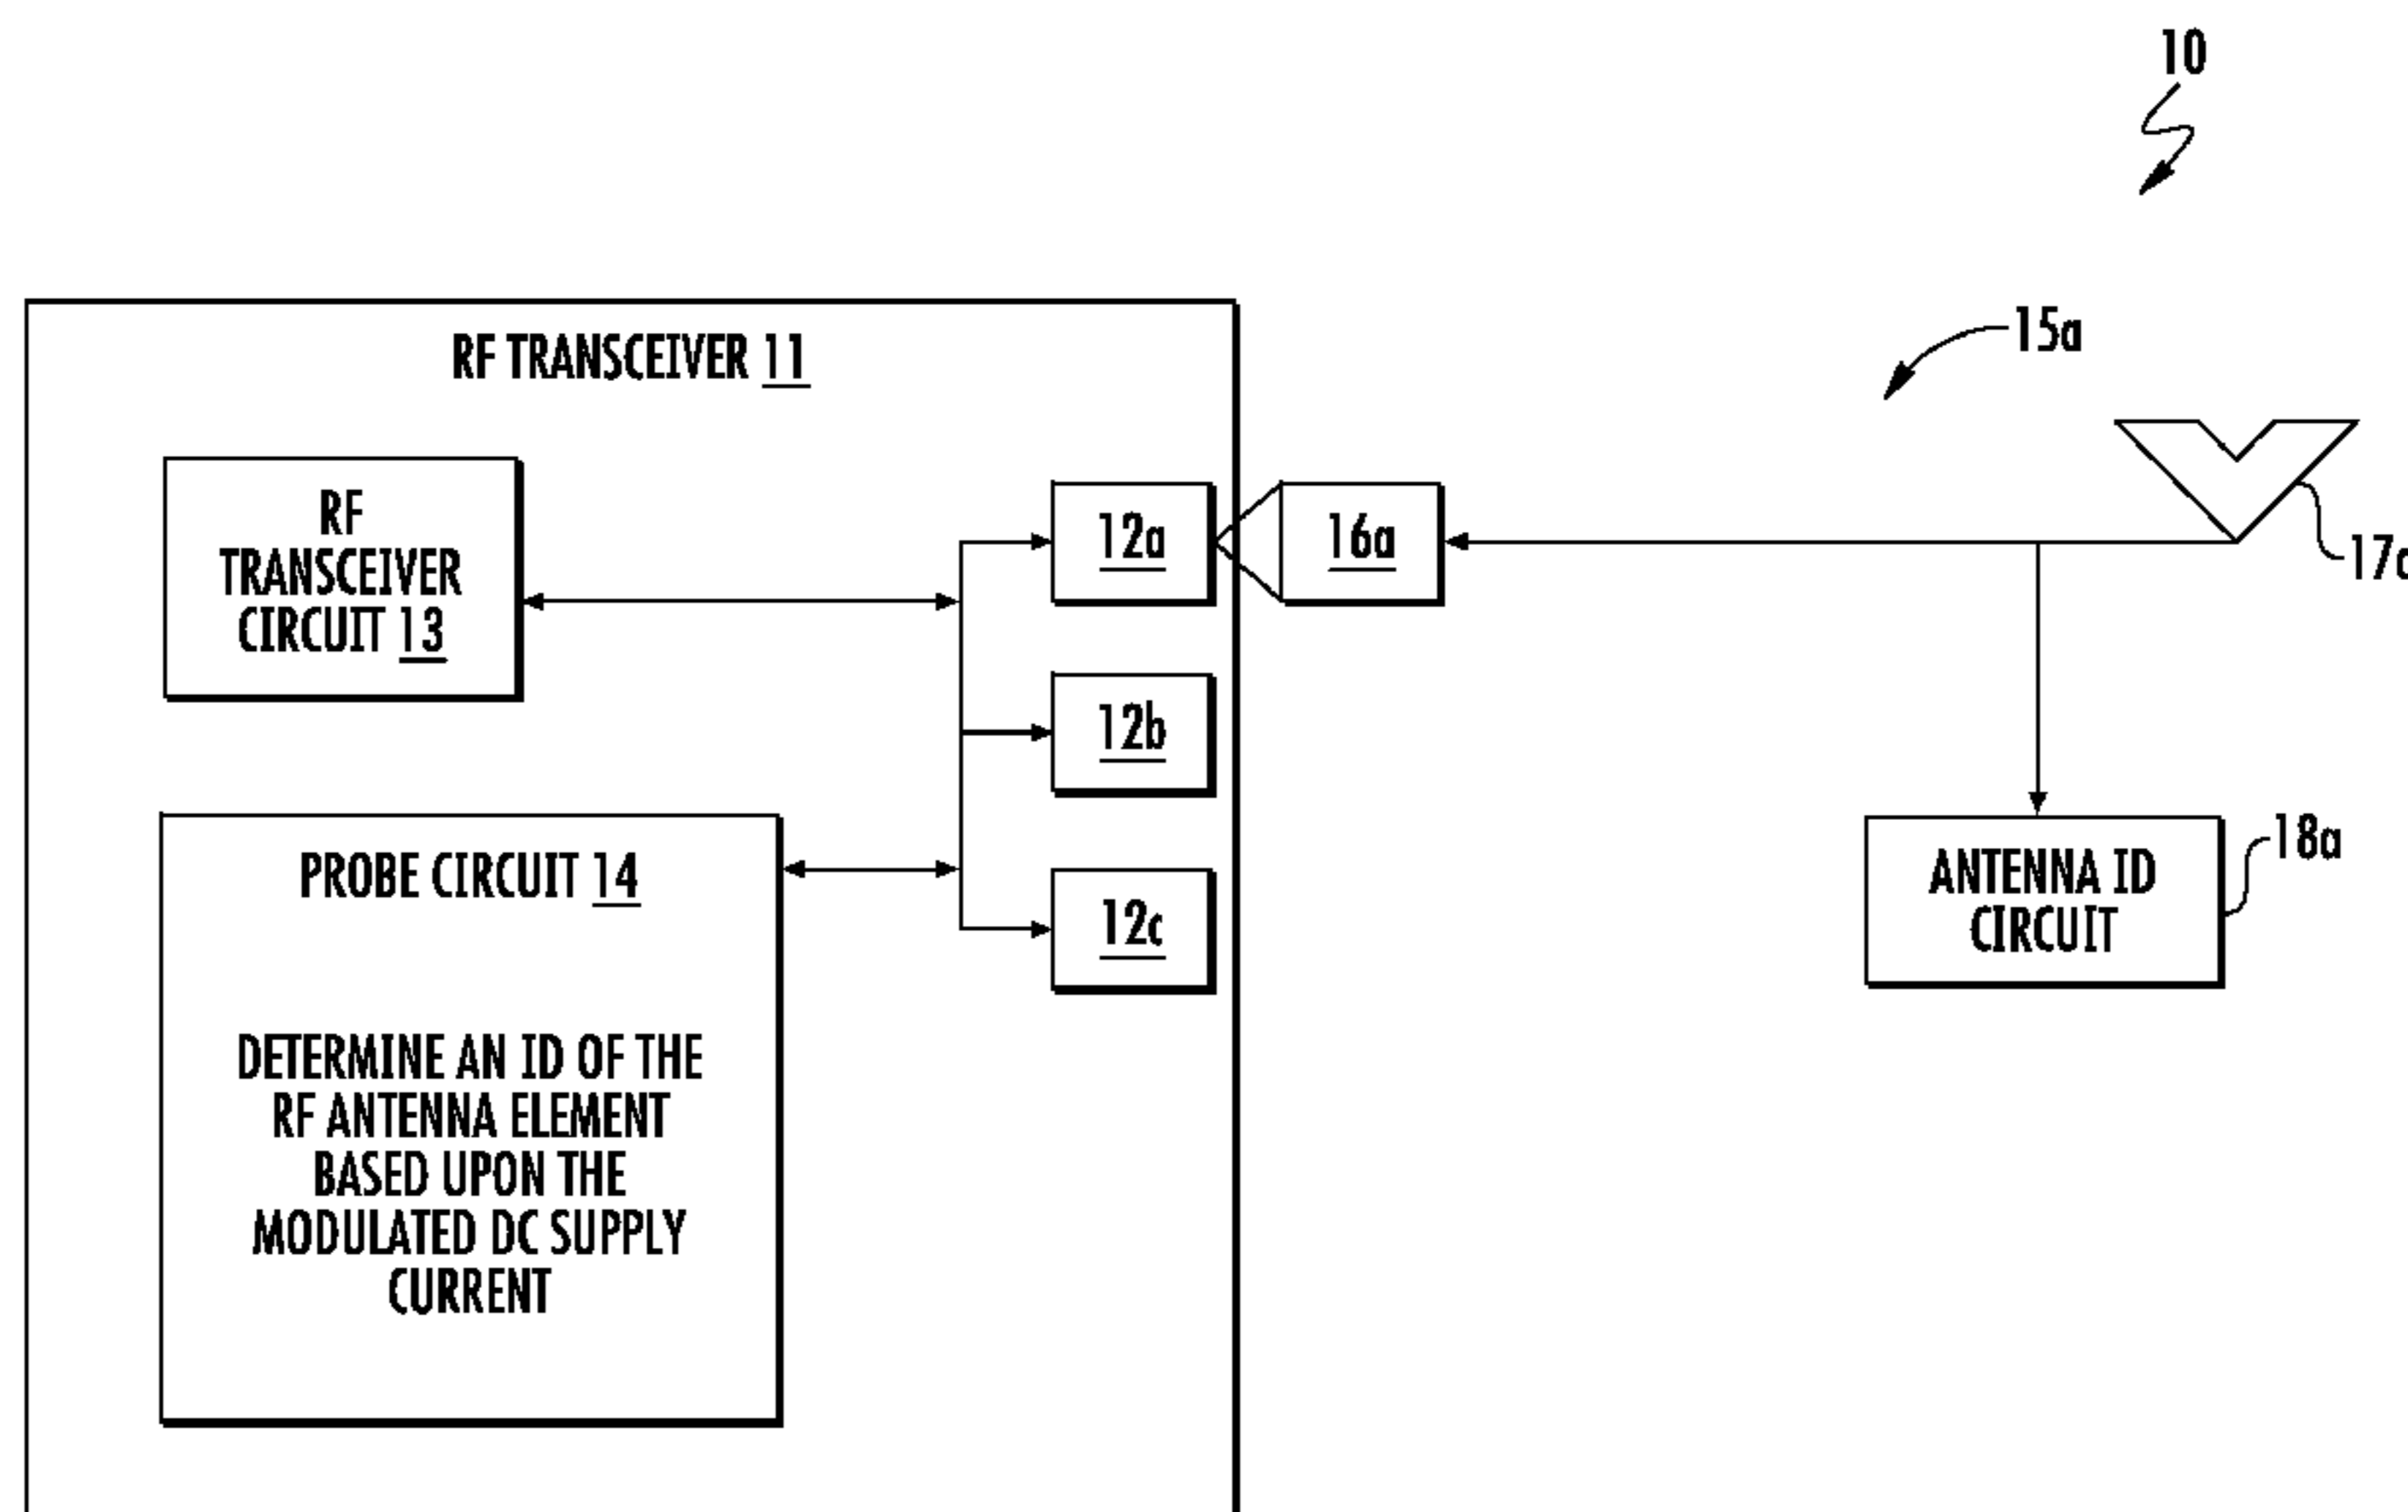 10
RF TRANSCEIVER 11
15a
RF
TRANSCEIVER
CIRCUIT 13
12a
16a
12b
12c
PROBE CIRCUIT 14
DETERMINE AN ID OF THE
RF ANTENNA ELEMENT
BASED UPON THE
MODULATED DC SUPPLY
CURRENT
ANTENNA ID
CIRCUIT
18a